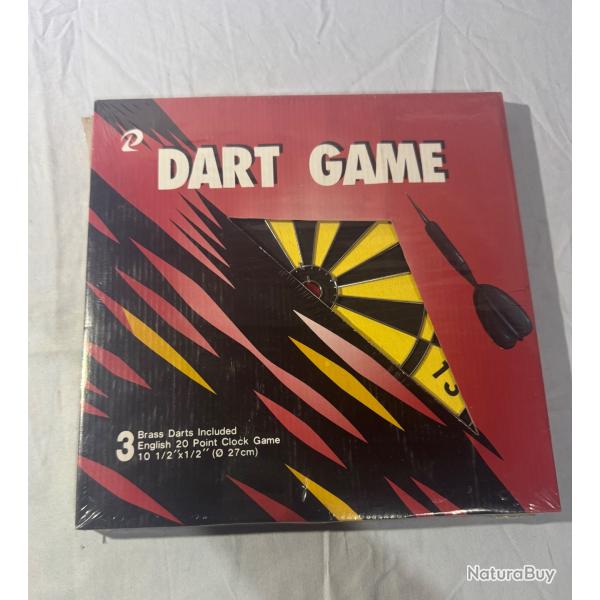 DART GAME
13
3 Brass Darts Included
English 20 Point Clock Game
10 1/2"x1/2" (Ø 27cm)
NaturaBuy